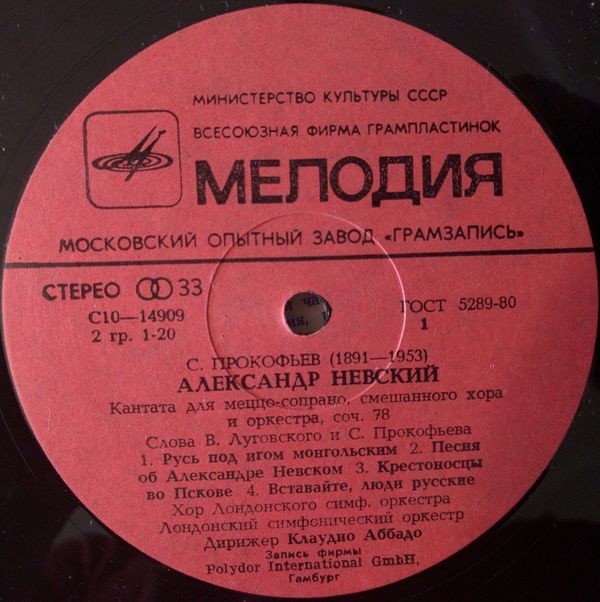 МИНИСТЕРСТВО КУЛЬТУРЫ СССР
ВСЕСОЮЗНАЯ ФИРМА ГРАМПЛАСТИНОК
МЕЛОДИЯ
МОСКОВСКИЙ ОПЫТНЫЙ ЗАВОД «ГРАМЗАПИСЬ»
СТЕРЕО 33
С10—14909
2 гр. 1-20
ГОСТ 5289-80
1
С. ПРОКОФЬЕВ (1891—1953)
АЛЕКСАНДР НЕВСКИЙ
Кантата для меццо-сопрано, смешанного хора
и оркестра, соч. 78
Слова В. Луговского и С. Прокофьева
1. Русь под игом монгольским 2. Песня
об Александре Невском 3. Крестоносцы
во Пскове 4. Вставайте, люди русские
Хор Лондонского симф. оркестра
Лондонский симфонический оркестр
Дирижер Клаудио Аббадо
Запись фирмы
Polydor International GmbH,
Гамбург